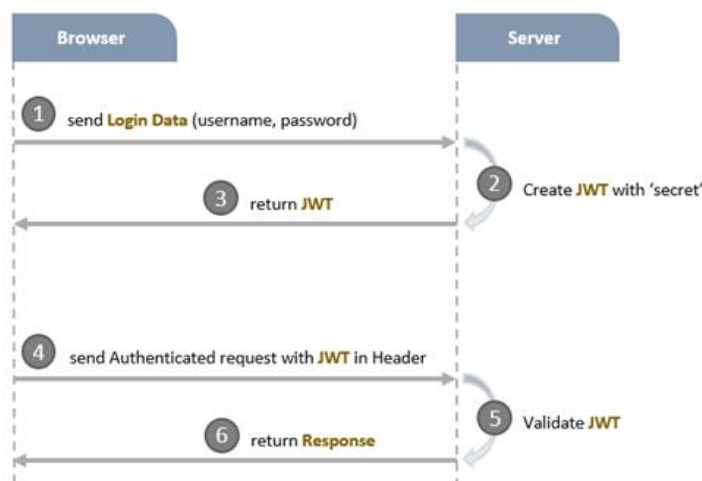 Browser
Server
1 send Login Data (username, password)
2 Create JWT with ‘secret’
3 return JWT
4 send Authenticated request with JWT in Header
5 Validate JWT
6 return Response